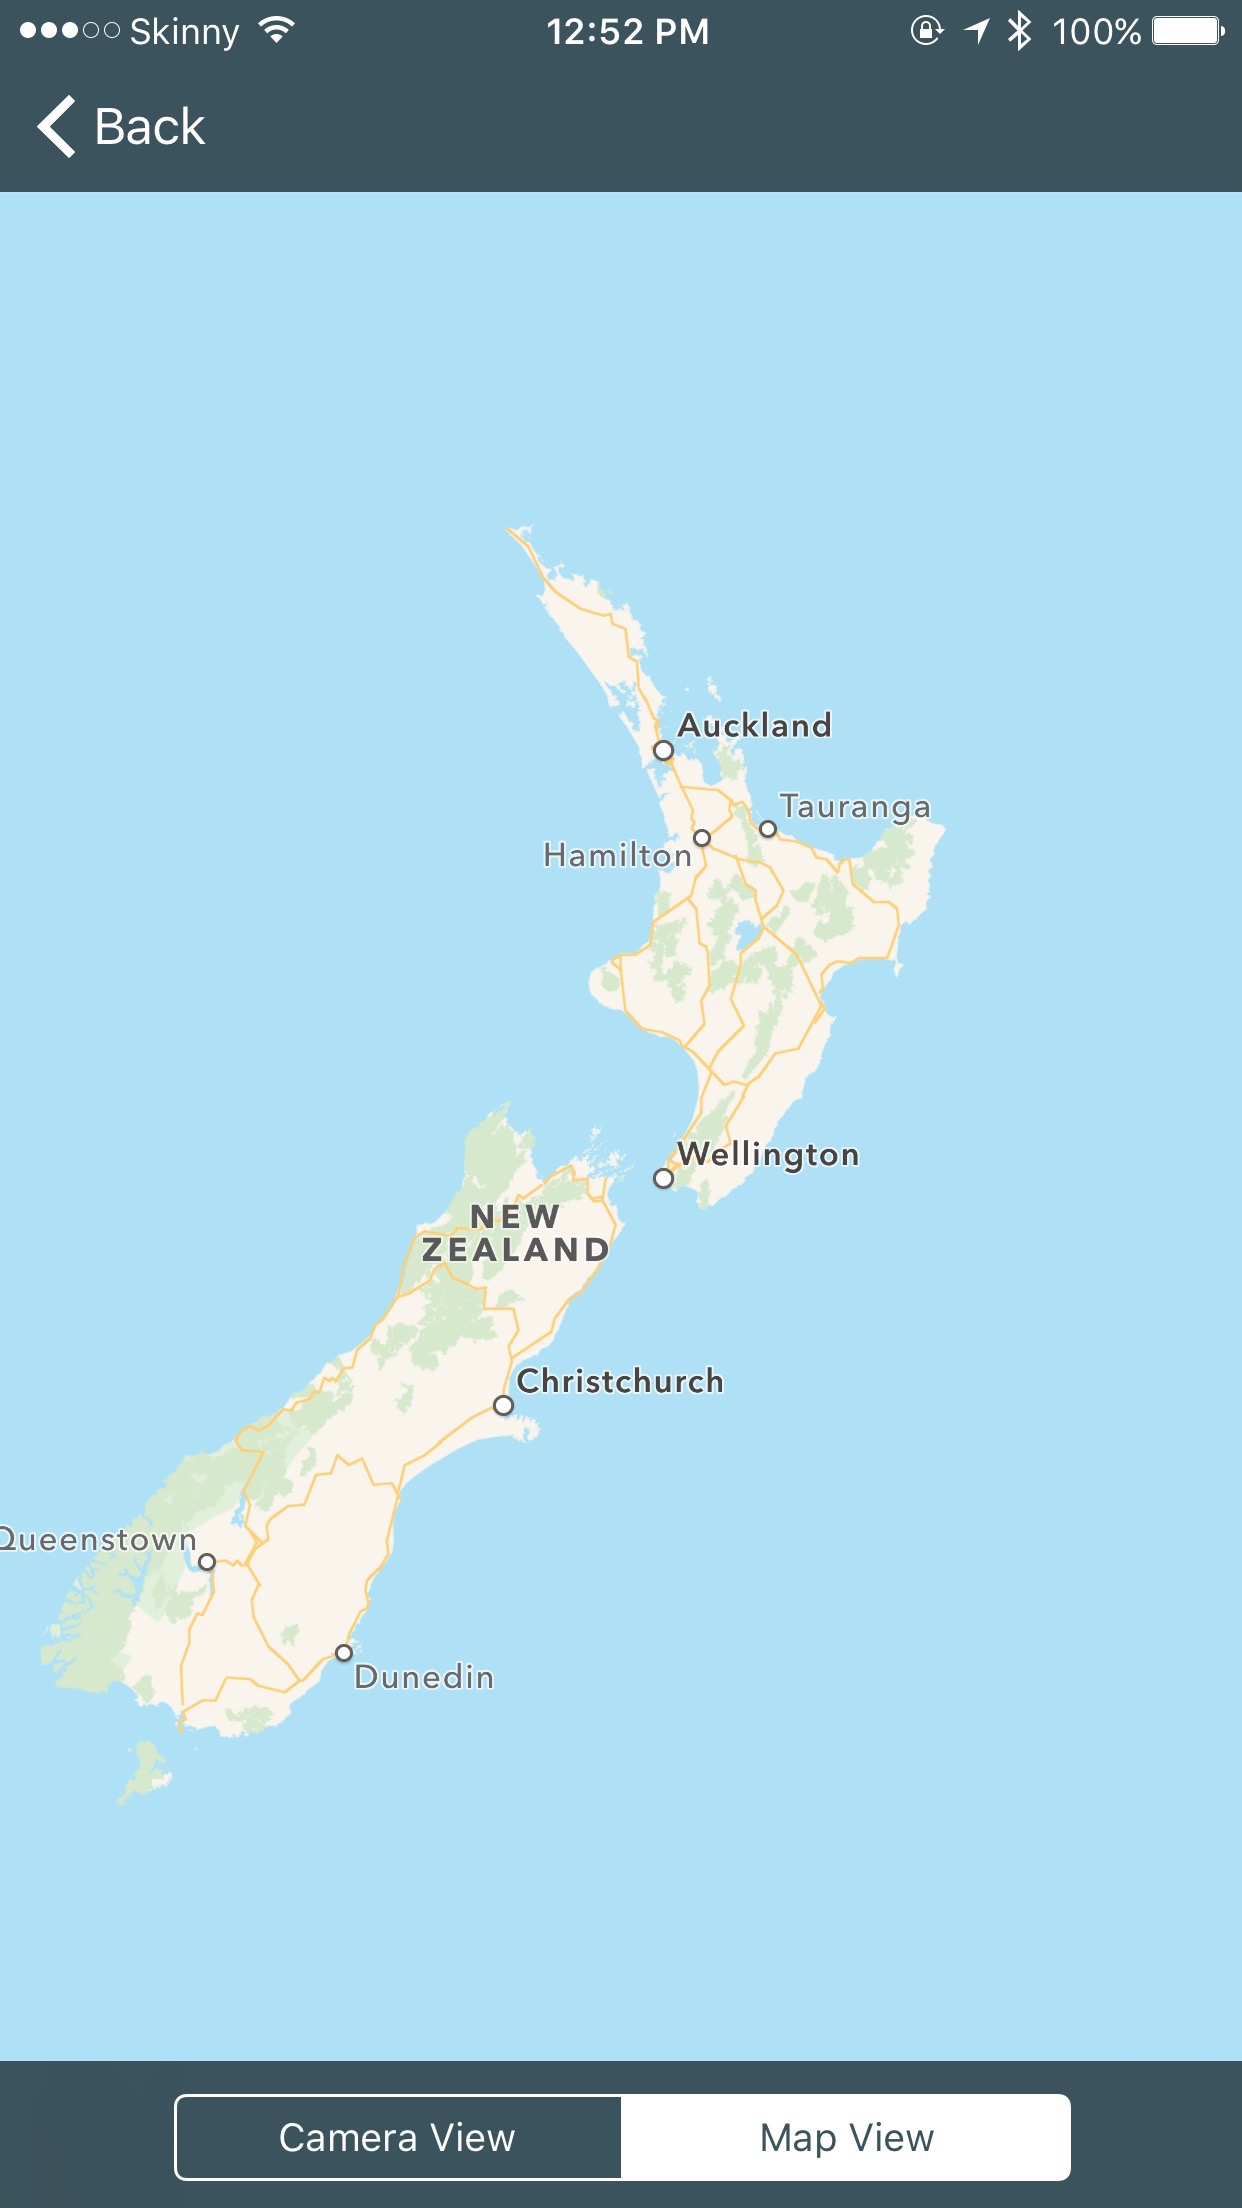 Skinny 12:52 PM 100%
Back
Auckland
Tauranga
Hamilton
Wellington
NEW
ZEALAND
Christchurch
Queenstown
Dunedin
Camera View Map View